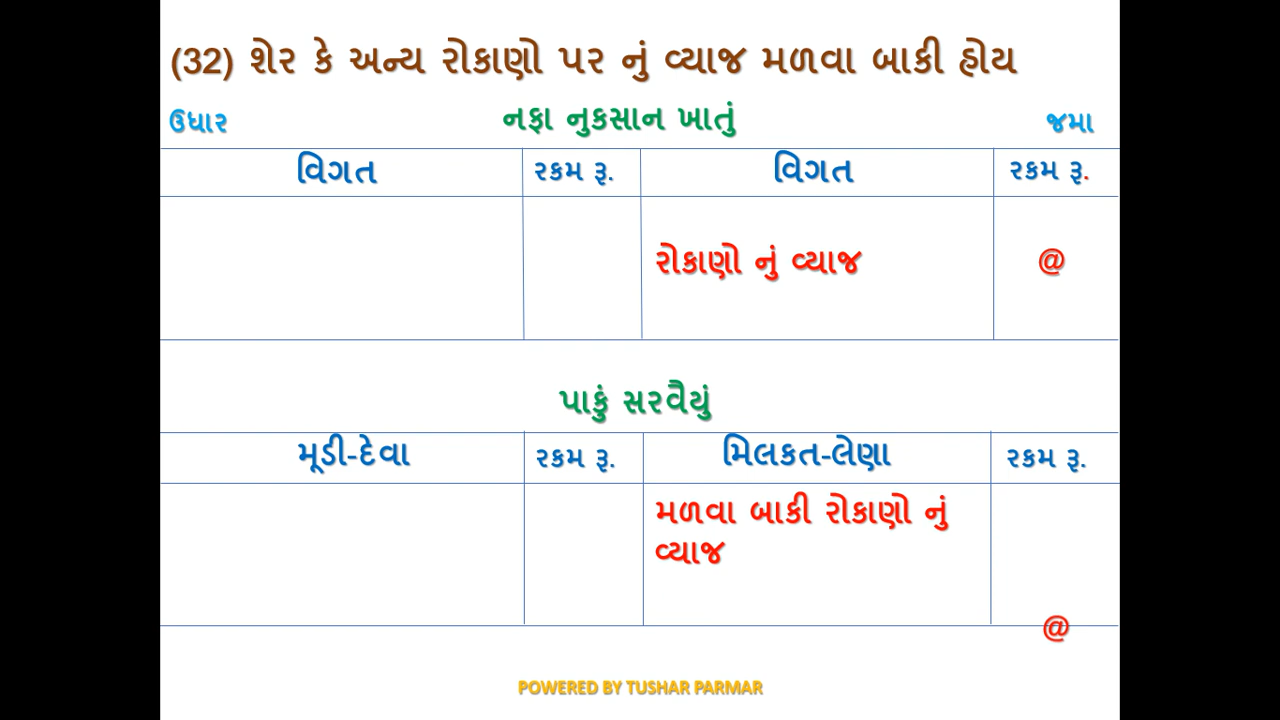 (32) શેર કે અન્ય રોકાણો પર નું વ્યાજ મળવા બાકી હોય
ઉધાર નફા નુકસાન ખાતું જમા
વિગત રકમ રૂ. વિગત રકમ રૂ.
રોકાણો નું વ્યાજ @
પાકું સરવૈયું
મૂડી-દેવા રકમ રૂ. મિલકત-લેણા રકમ રૂ.
મળવા બાકી રોકાણો નું
વ્યાજ
@
POWERED BY TUSHAR PARMAR